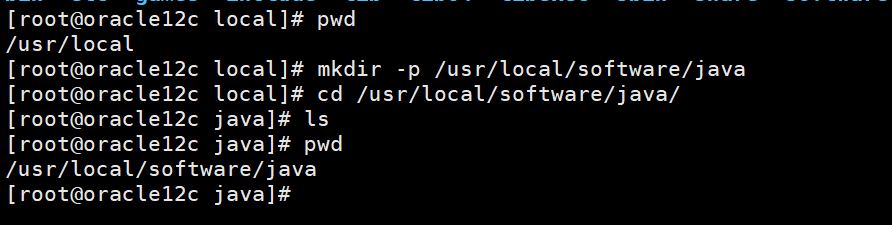 [root@oracle12c local]# pwd
/usr/local
[root@oracle12c local]# mkdir -p /usr/local/software/java
[root@oracle12c local]# cd /usr/local/software/java/
[root@oracle12c java]# ls
[root@oracle12c java]# pwd
/usr/local/software/java
[root@oracle12c java]#